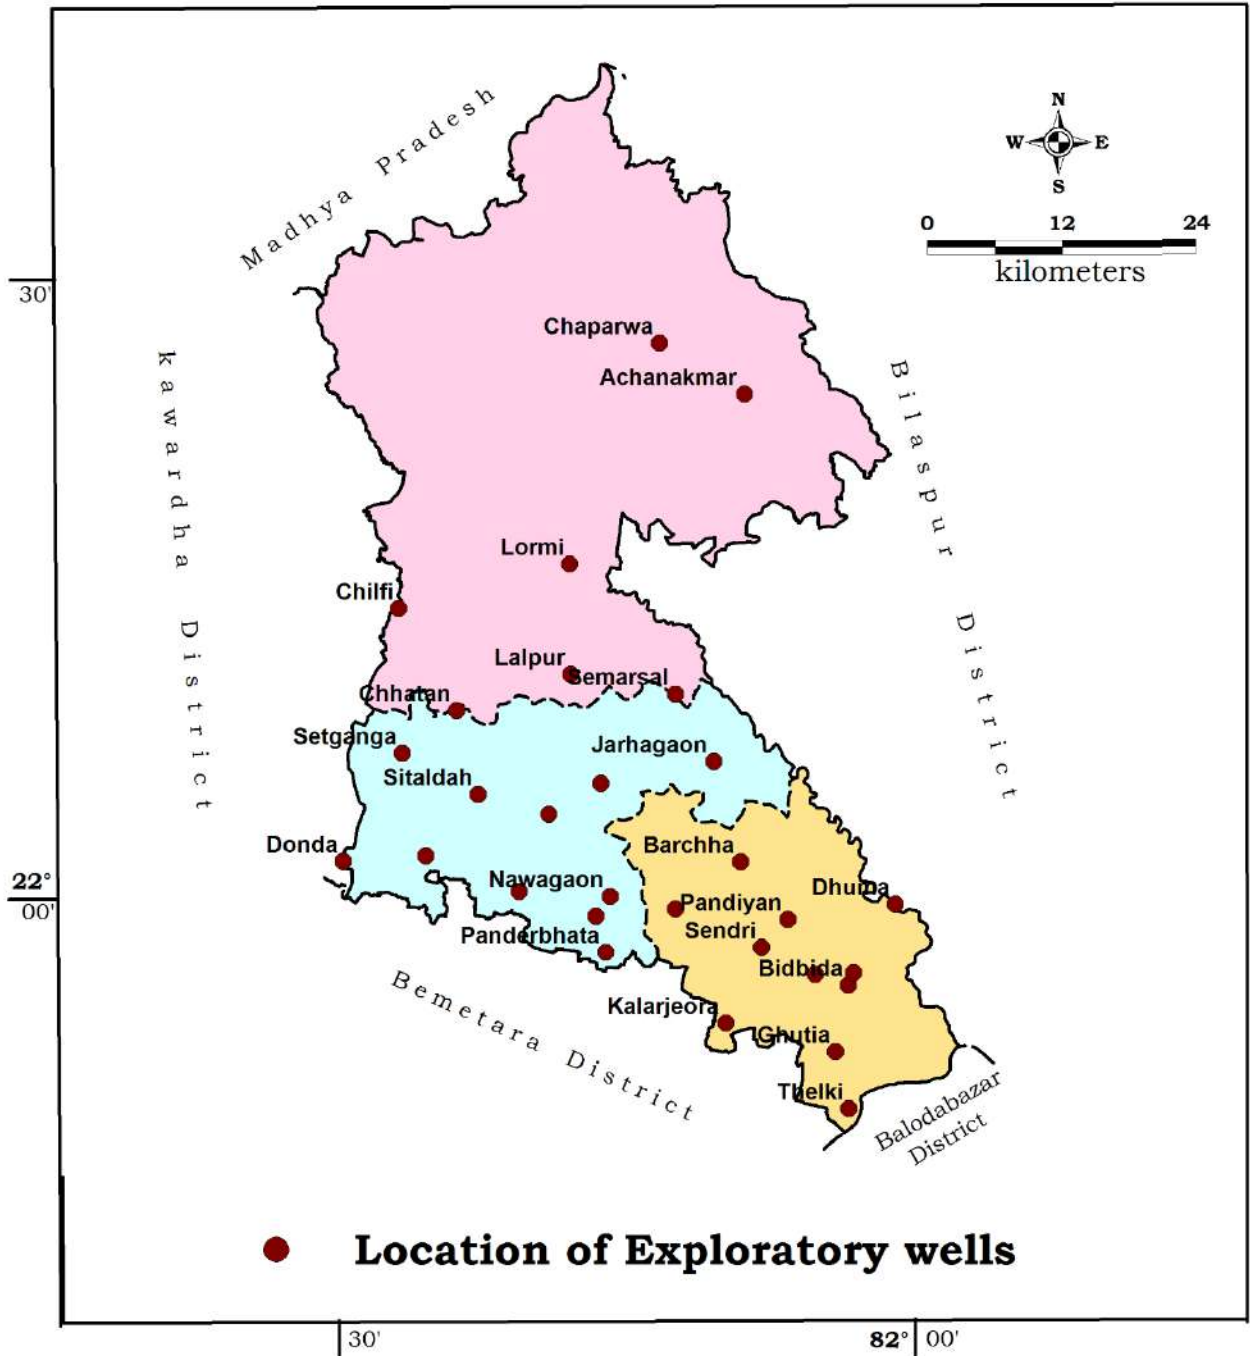 Madhya Pradesh
N
W E
S
0 12 24
kilometers
30'
Chaparwa
Achanakmar
kawardha District
Bilaspur District
Lormi
Chilfi
Lalpur
Semarsal
Chhatan
Setganga
Jarhagaon
Sitaldah
Donda
Barchha
22°
00'
Nawagaon
Dhuma
Pandiyan
Sendri
Panderbhata
Bidbida
Kalarjeora
Ghutia
Bemetara District
Thelki
Balodabazar
District
Location of Exploratory wells
30'
82° 00'